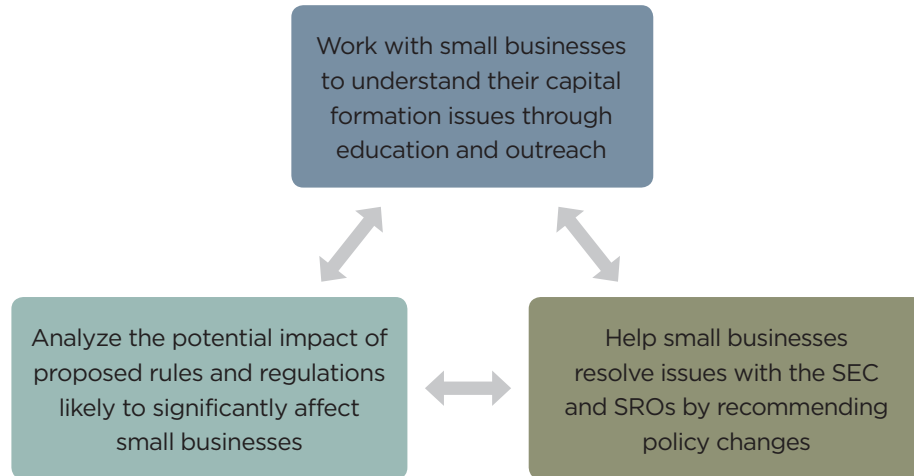 Work with small businesses
to understand their capital
formation issues through
education and outreach
Analyze the potential impact of
proposed rules and regulations
likely to significantly affect
small businesses
Help small businesses
resolve issues with the SEC
and SROs by recommending
policy changes